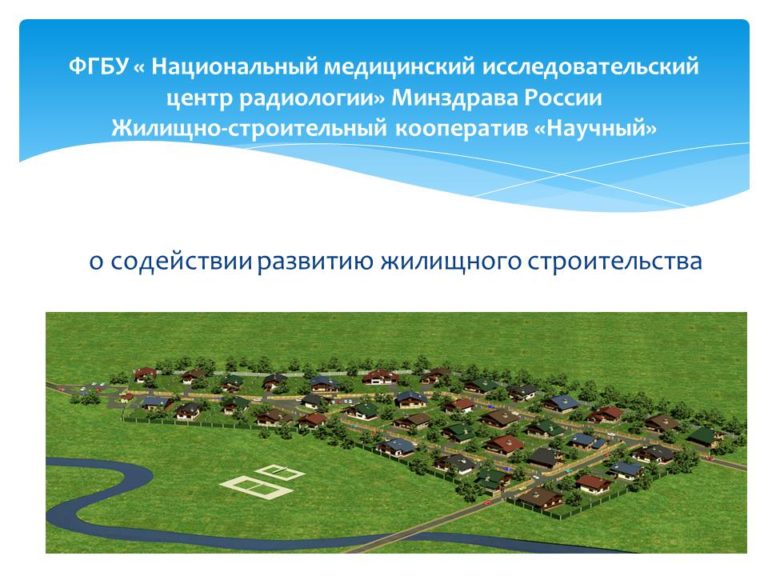 ФГБУ « Национальный медицинский исследовательский
центр радиологии» Минздрава России
Жилищно-строительный кооператив «Научный»
о содействии развитию жилищного строительства